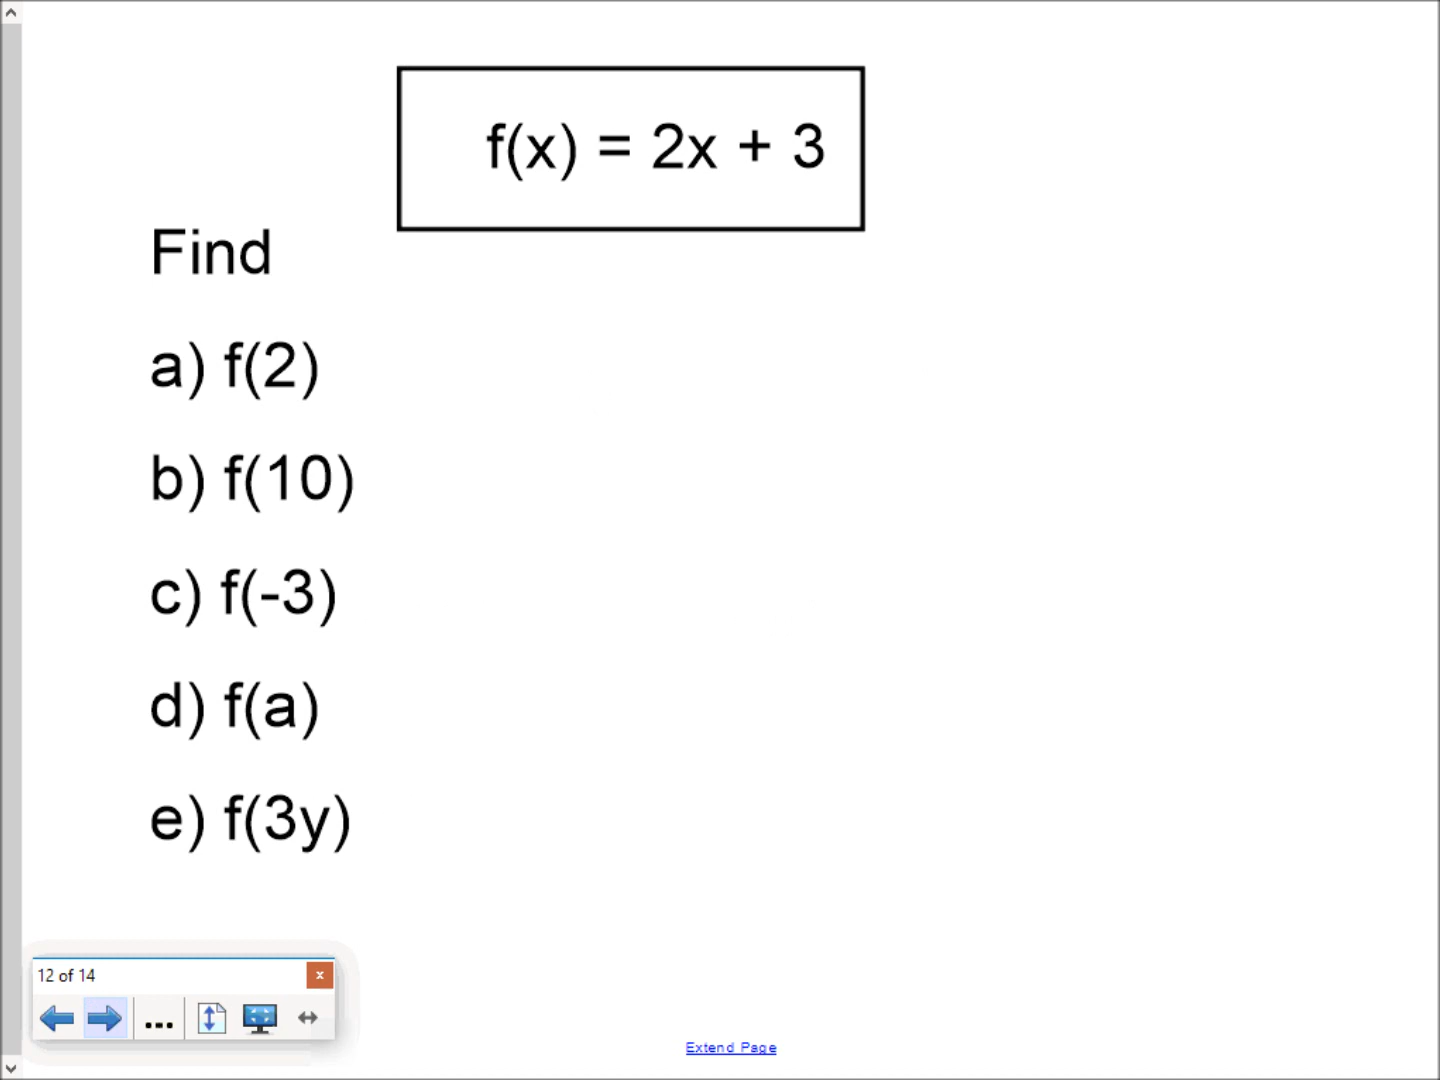 f(x) = 2x + 3
Find
a) f(2)
b) f(10)
c) f(-3)
d) f(a)
e) f(3y)
12 of 14
Extend Page